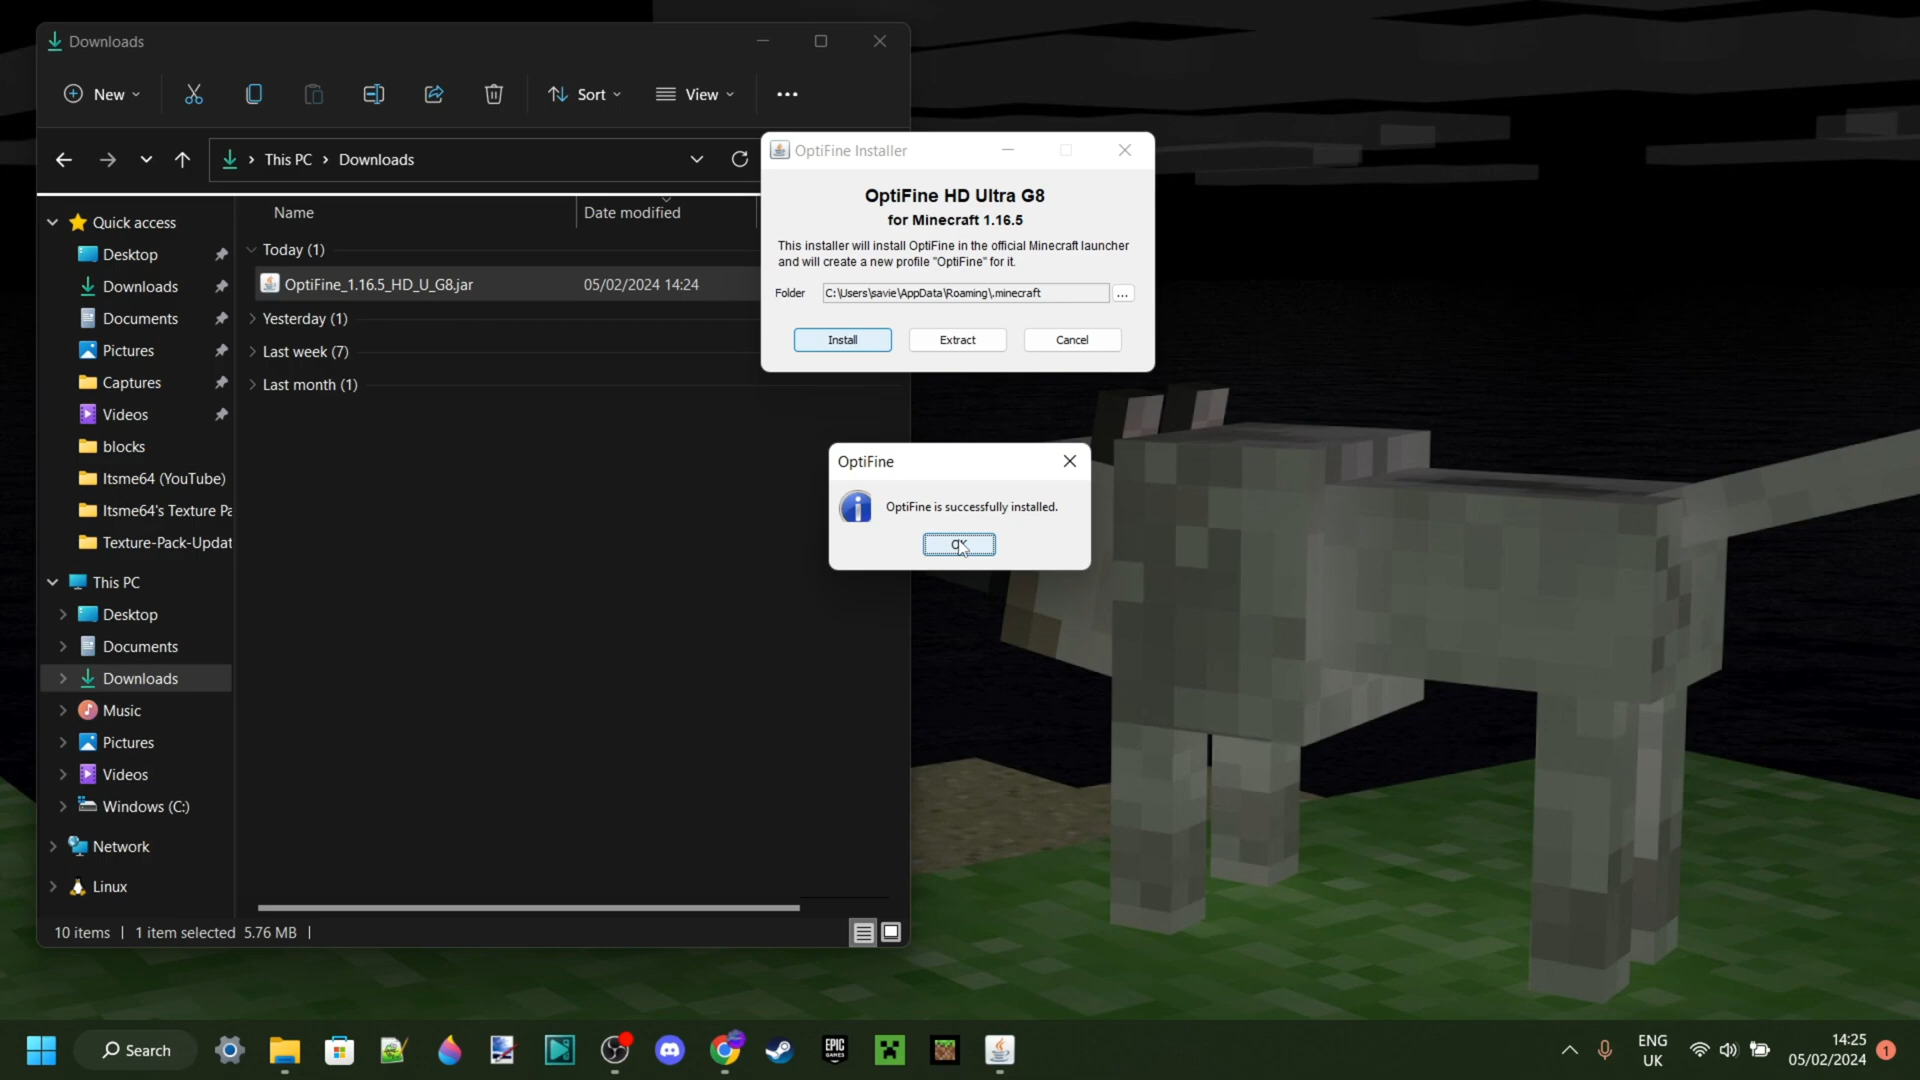 Downloads
New
Sort
View
This PC > Downloads
Name
Date modified
Today (1)
OptiFine_1.16.5_HD_U_G8.jar
05/02/2024 14:24
Yesterday (1)
Last week (7)
Last month (1)
Quick access
Desktop
Downloads
Documents
Pictures
Captures
Videos
blocks
Itsme64 (YouTube)
Itsme64's Texture Pa
Texture-Pack-Updat
This PC
Desktop
Documents
Downloads
Music
Pictures
Videos
Windows (C:)
Network
Linux
10 items | 1 item selected 5.76 MB |
OptiFine Installer
OptiFine HD Ultra G8
for Minecraft 1.16.5
This installer will install OptiFine in the official Minecraft launcher
and will create a new profile "OptiFine" for it.
Folder C:\Users\savie\AppData\Roaming\.minecraft ...
Install Extract Cancel
OptiFine
OptiFine is successfully installed.
OK
Search
EPIC
GAMES
ENG
UK
14:25
05/02/2024
1